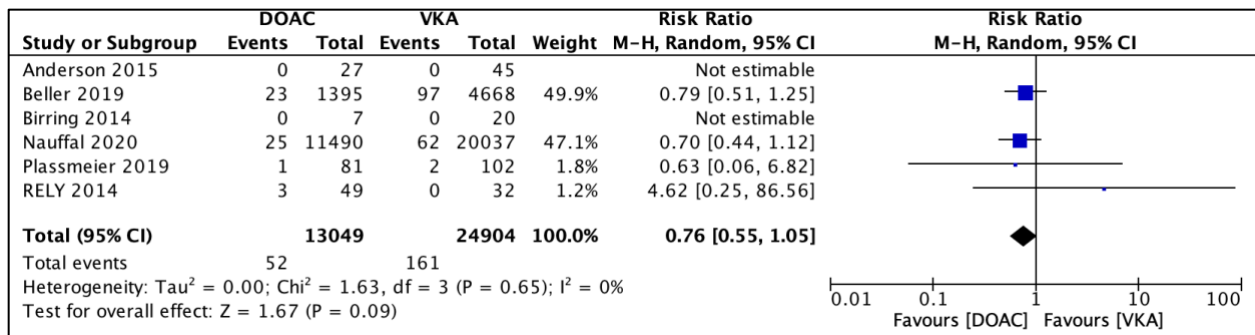 DOAC VKA Risk Ratio Risk Ratio
Study or Subgroup Events Total Events Total Weight M-H, Random, 95% CI M-H, Random, 95% CI
Anderson 2015 0 27 0 45 Not estimable
Beller 2019 23 1395 97 4668 49.9% 0.79 [0.51, 1.25]
Birring 2014 0 7 0 20 Not estimable
Nauffal 2020 25 11490 62 20037 47.1% 0.70 [0.44, 1.12]
Plassmeier 2019 1 81 2 102 1.8% 0.63 [0.06, 6.82]
RELY 2014 3 49 0 32 1.2% 4.62 [0.25, 86.56]
Total (95% CI) 13049 24904 100.0% 0.76 [0.55, 1.05]
Total events 52 161
Heterogeneity: Tau² = 0.00; Chi² = 1.63, df = 3 (P = 0.65); I² = 0%
Test for overall effect: Z = 1.67 (P = 0.09)
0.01 0.1 1 10 100
Favours [DOAC] Favours [VKA]